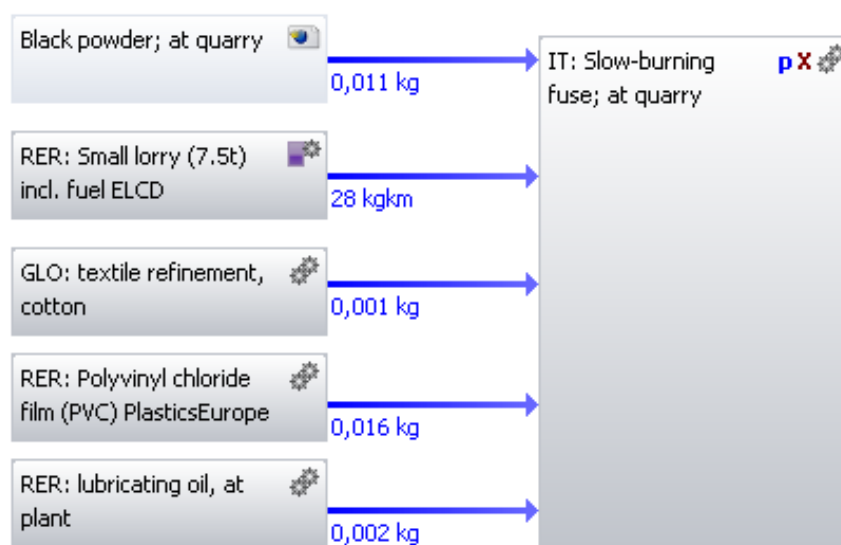 Black powder; at quarry
0,011 kg
RER: Small lorry (7.5t)
incl. fuel ELCD
28 kgkm
GLO: textile refinement,
cotton
0,001 kg
RER: Polyvinyl chloride
film (PVC) PlasticsEurope
0,016 kg
RER: lubricating oil, at
plant
0,002 kg
IT: Slow-burning
fuse; at quarry
p X